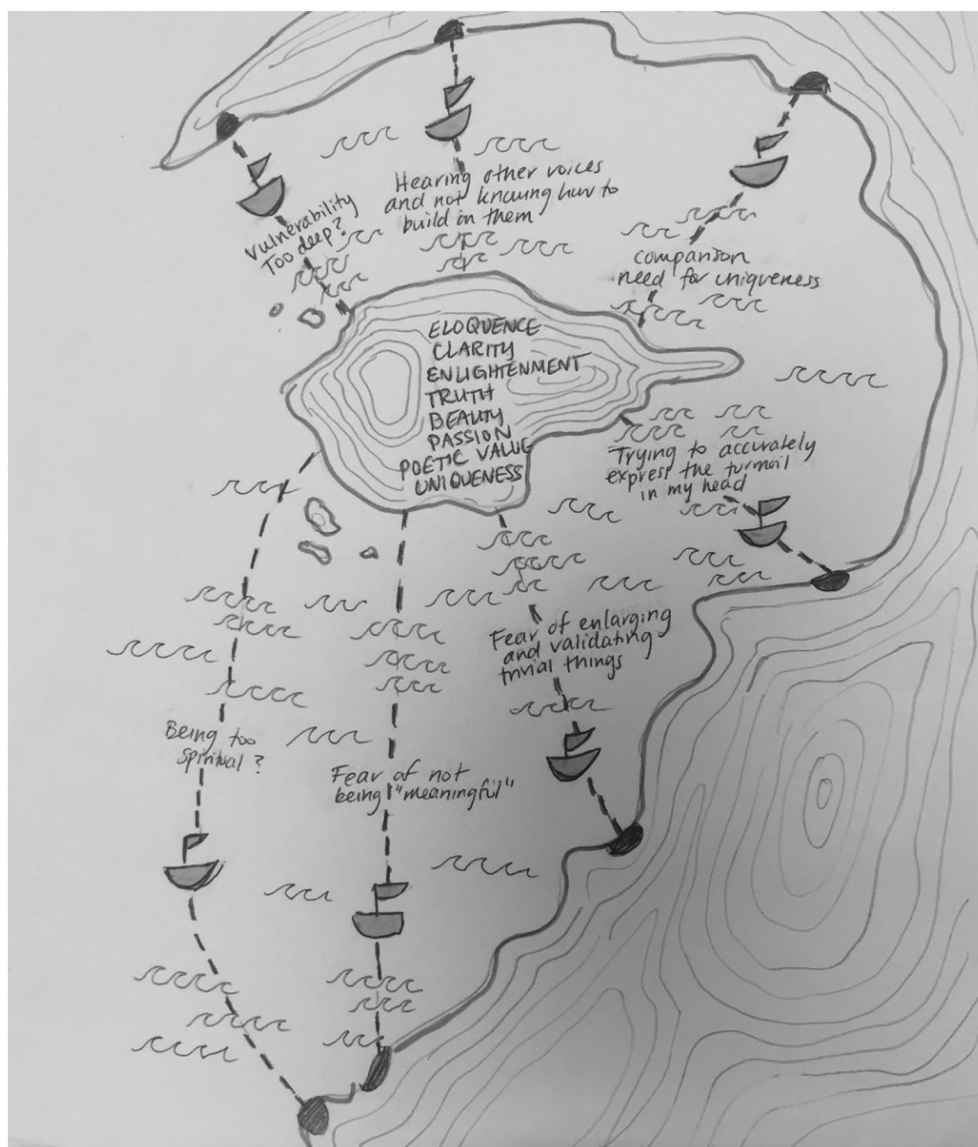 Hearing other voices
and not knowing how to
build on them
Vulnerability
Too deep?
comparison
need for uniqueness
ELOQUENCE
CLARITY
ENLIGHTENMENT
TRUTH
BEAUTY
PASSION
POETIC VALUE
UNIQUENESS
Trying to accurately
express the turmoil
in my head
Fear of enlarging
and validating
trivial things
Being too
spiritual?
Fear of not
being "meaningful"